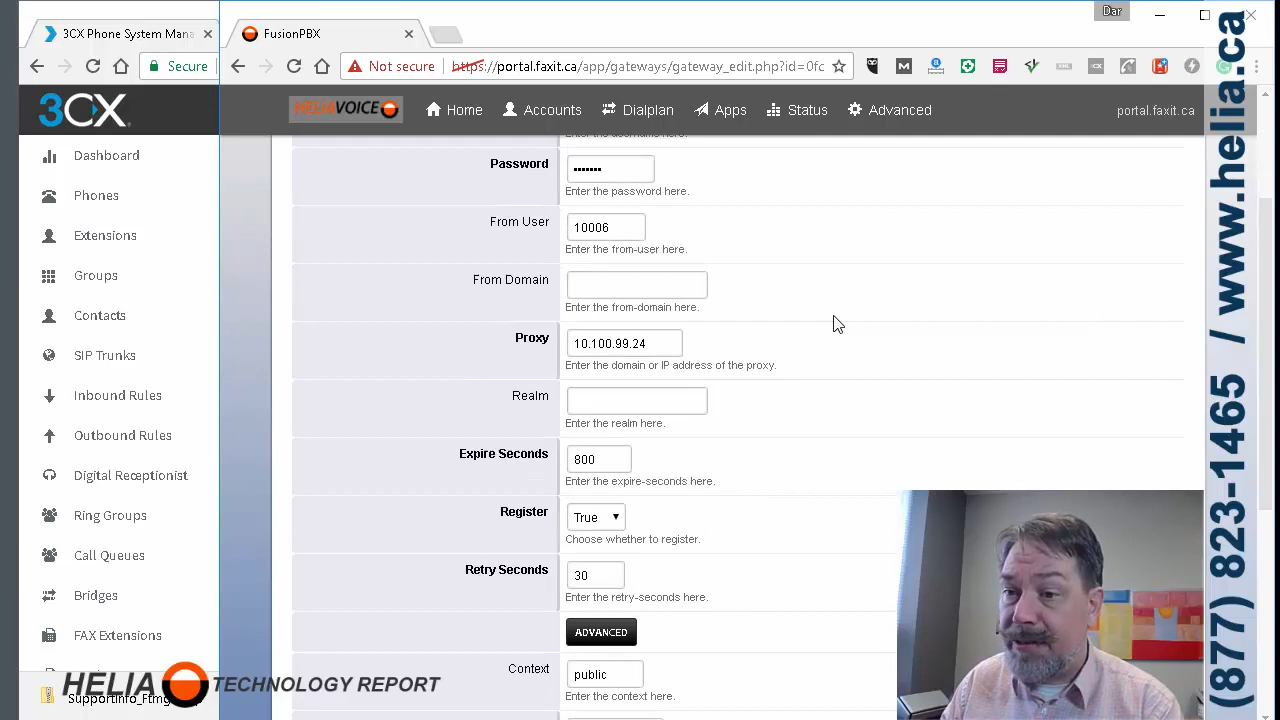 Dar
3CX Phone System Mana
FusionPBX
Secure
Not secure
https://portal.faxit.ca/app/gateways/gateway_edit.php?id=0fc
3CX
HELIAVOICE
Home
Accounts
Dialplan
Apps
Status
Advanced
portal.faxit.ca
Dashboard
Phones
Extensions
Groups
Contacts
SIP Trunks
Inbound Rules
Outbound Rules
Digital Receptionist
Ring Groups
Call Queues
Bridges
FAX Extensions
Enter the username here.
Password
•••••••
Enter the password here.
From User
10006
Enter the from-user here.
From Domain
Enter the from-domain here.
Proxy
10.100.99.24
Enter the domain or IP address of the proxy.
Realm
Enter the realm here.
Expire Seconds
800
Enter the expire-seconds here.
Register
True
Choose whether to register.
Retry Seconds
30
Enter the retry-seconds here.
ADVANCED
Context
public
Enter the context here.
HELIA TECHNOLOGY REPORT
(877) 823-1465 / www.helia.ca